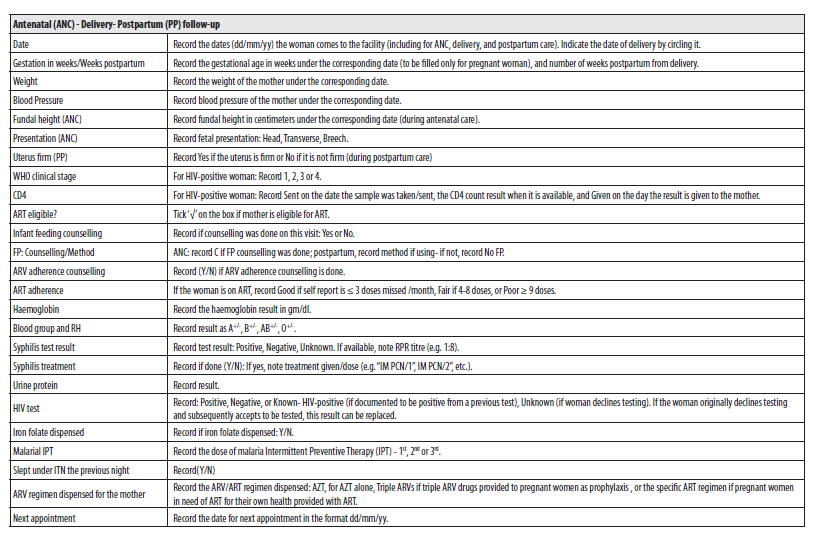 Antenatal (ANC) - Delivery- Postpartum (PP) follow-up
Date Record the dates (dd/mm/yy) the woman comes to the facility (including for ANC, delivery, and postpartum care). Indicate the date of delivery by circling it.
Gestation in weeks/Weeks postpartum Record the gestational age in weeks under the corresponding date (to be filled only for pregnant woman), and number of weeks postpartum from delivery.
Weight Record the weight of the mother under the corresponding date.
Blood Pressure Record blood pressure of the mother under the corresponding date.
Fundal height (ANC) Record fundal height in centimeters under the corresponding date (during antenatal care).
Presentation (ANC) Record fetal presentation: Head, Transverse, Breech.
Uterus firm (PP) Record Yes if the uterus is firm or No if it is not firm (during postpartum care)
WHO clinical stage For HIV-positive woman: Record 1, 2, 3 or 4.
CD4 For HIV-positive woman: Record Sent on the date the sample was taken/sent, the CD4 count result when it is available, and Given on the day the result is given to the mother.
ART eligible? Tick '√' on the box if mother is eligible for ART.
Infant feeding counselling Record if counselling was done on this visit: Yes or No.
FP: Counselling/Method ANC: record C if FP counselling was done; postpartum, record method if using- if not, record No FP.
ARV adherence counselling Record (Y/N) if ARV adherence counselling is done.
ART adherence If the woman is on ART, record Good if self report is ≤ 3 doses missed /month, Fair if 4-8 doses, or Poor ≥ 9 doses.
Haemoglobin Record the haemoglobin result in gm/dl.
Blood group and RH Record result as A+/-, B+/-, AB+/-, O+/-.
Syphilis test result Record test result: Positive, Negative, Unknown. If available, note RPR titre (e.g. 1:8).
Syphilis treatment Record if done (Y/N): If yes, note treatment given/dose (e.g. "IM PCN/1", IM PCN/2", etc.).
Urine protein Record result.
HIV test Record: Positive, Negative, or Known- HIV-positive (if documented to be positive from a previous test), Unknown (if woman declines testing). If the woman originally declines testing
and subsequently accepts to be tested, this result can be replaced.
Iron folate dispensed Record if iron folate dispensed: Y/N.
Malarial IPT Record the dose of malaria Intermittent Preventive Therapy (IPT) - 1st, 2nd or 3rd.
Slept under ITN the previous night Record(Y/N)
ARV regimen dispensed for the mother Record the ARV/ART regimen dispensed: AZT, for AZT alone, Triple ARVs if triple ARV drugs provided to pregnant women as prophylaxis , or the specific ART regimen if pregnant women
in need of ART for their own health provided with ART.
Next appointment Record the date for next appointment in the format dd/mm/yy.